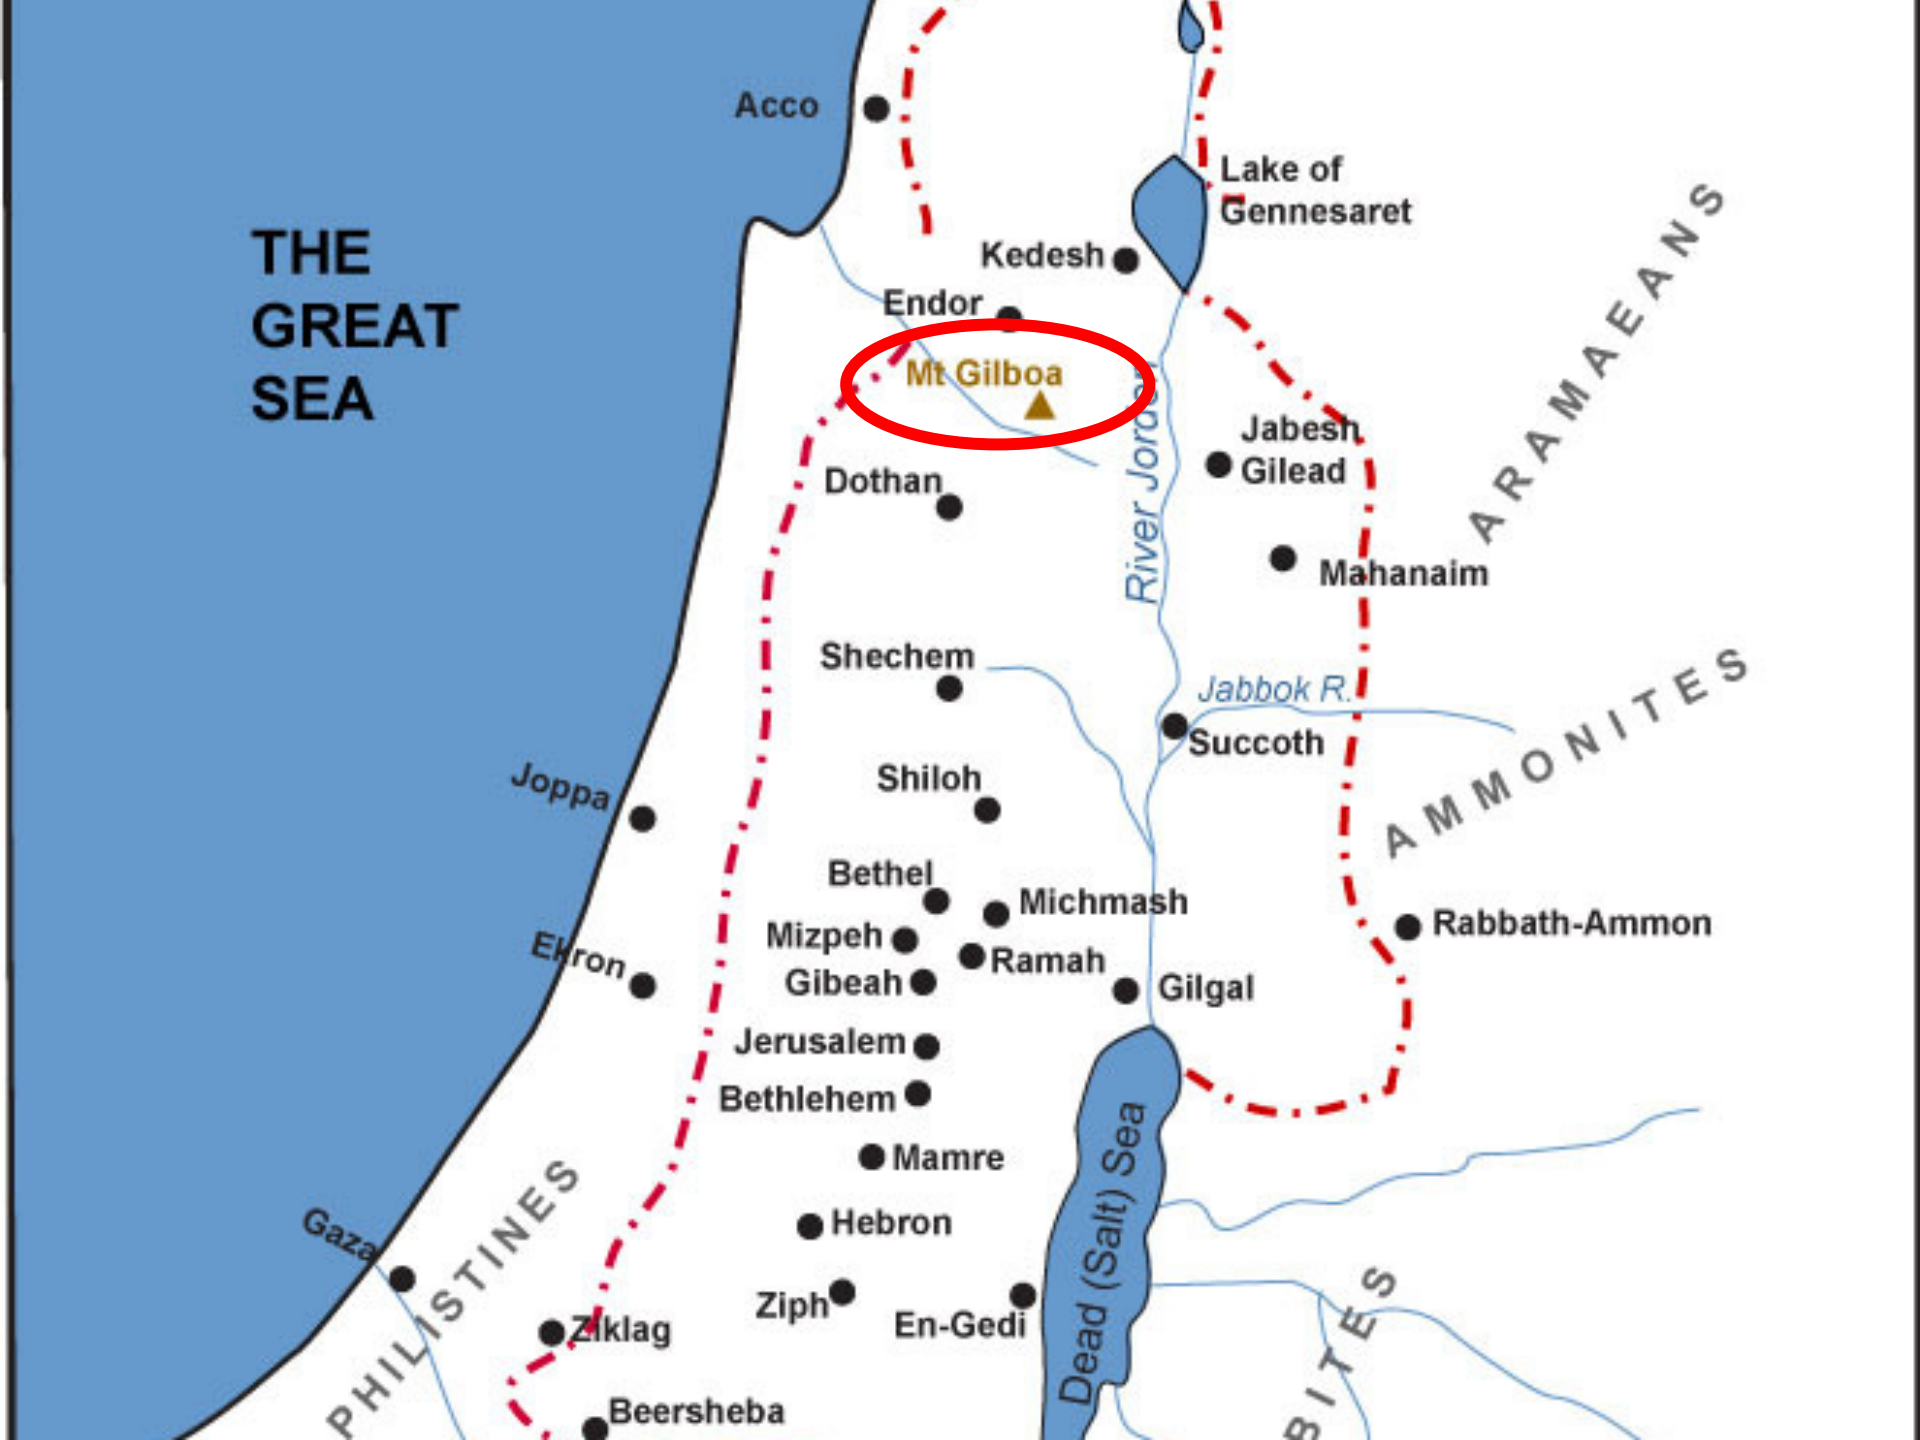 Acco
Lake of
Gennesaret
THE
GREAT
SEA
Kedesh
Endor
Mt Gilboa
River Jordan
Jabesh
Gilead
ARAMAEANS
Dothan
Mahanaim
Shechem
Jabbok R.
Succoth
AMMONITES
Joppa
Shiloh
Bethel
Michmash
Mizpeh
Ramah
Rabbath-Ammon
Ekron
Gibeah
Gilgal
Jerusalem
Bethlehem
Mamre
Dead (Salt) Sea
Gaza
PHILISTINES
Hebron
Ziph
En-Gedi
Ziklag
Beersheba
BITES